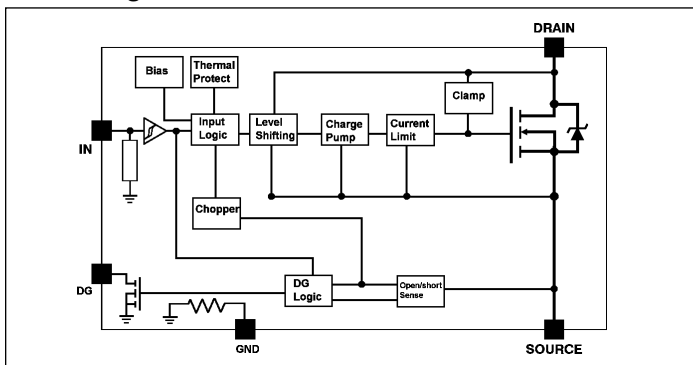 DRAIN
Bias
Thermal
Protect
Clamp
IN
Input
Logic
Level
Shifting
Charge
Pump
Current
Limit
Chopper
DG
DG
Logic
Open/short
Sense
GND
SOURCE